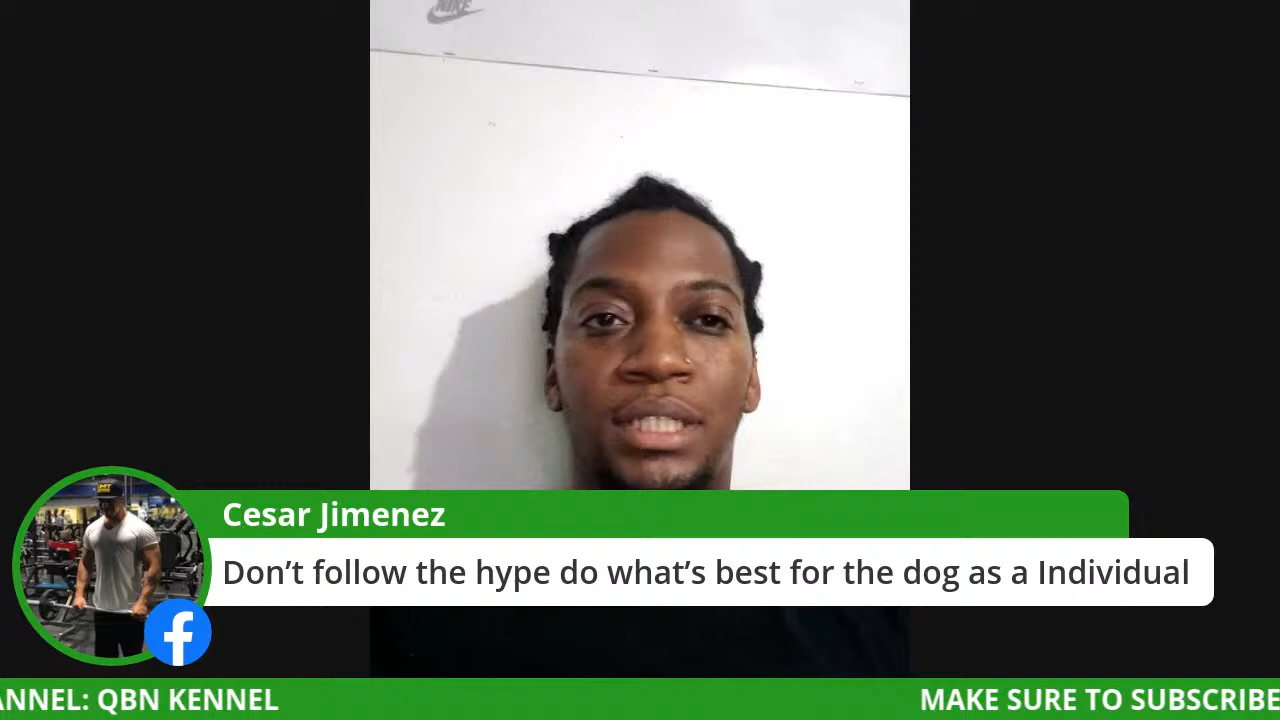 NIKE
Cesar Jimenez
Don’t follow the hype do what’s best for the dog as a Individual
ANNEL: QBN KENNEL
MAKE SURE TO SUBSCRIBE